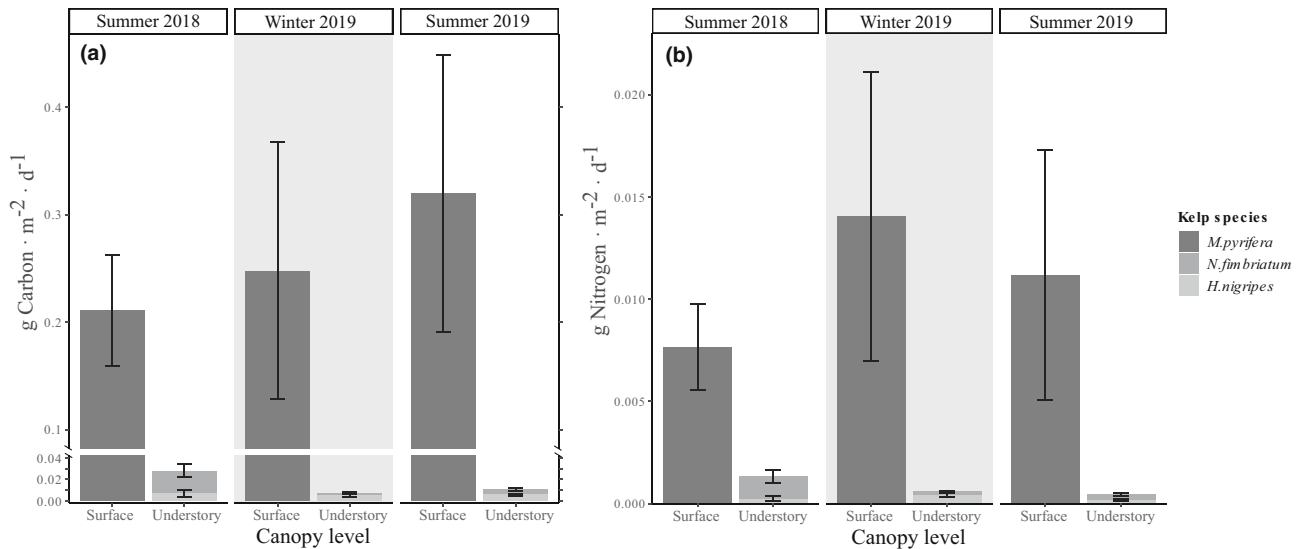 Summer 2018 Winter 2019 Summer 2019
(a)
g Carbon · m-2 · d-1
0.4
0.3
0.2
0.1
0.04
0.02
0.00
Surface Understory Surface Understory Surface Understory
Canopy level
Summer 2018 Winter 2019 Summer 2019
(b)
g Nitrogen · m-2 · d-1
0.020
0.015
0.010
0.005
0.000
Surface Understory Surface Understory Surface Understory
Canopy level
Kelp species
M.pyrifera
N.fimbriatum
H.nigripes